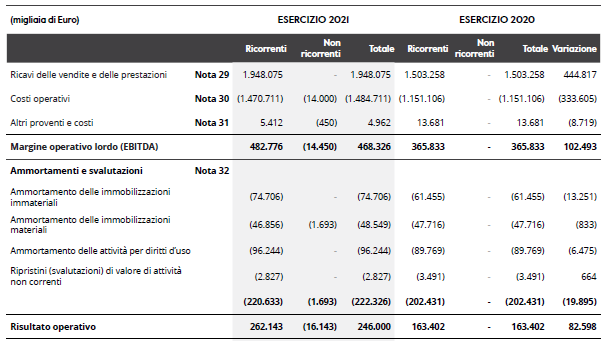 (migliaia di Euro) ESERCIZIO 2021 ESERCIZIO 2020
Ricorrenti Non ricorrenti Totale Ricorrenti Non ricorrenti Totale Variazione
Ricavi delle vendite e delle prestazioni Nota 29 1.948.075 - 1.948.075 1.503.258 - 1.503.258 444.817
Costi operativi Nota 30 (1.470.711) (14.000) (1.484.711) (1.151.106) - (1.151.106) (333.605)
Altri proventi e costi Nota 31 5.412 (450) 4.962 13.681 - 13.681 (8.719)
Margine operativo lordo (EBITDA) 482.776 (14.450) 468.326 365.833 - 365.833 102.493
Ammortamenti e svalutazioni Nota 32
Ammortamento delle immobilizzazioni
immateriali (74.706) - (74.706) (61.455) - (61.455) (13.251)
Ammortamento delle immobilizzazioni
materiali (46.856) (1.693) (48.549) (47.716) - (47.716) (833)
Ammortamento delle attività per diritti d'uso (96.244) - (96.244) (89.769) - (89.769) (6.475)
Ripristini (svalutazioni) di valore di attività
non correnti (2.827) - (2.827) (3.491) - (3.491) 664
(220.633) (1.693) (222.326) (202.431) - (202.431) (19.895)
Risultato operativo 262.143 (16.143) 246.000 163.402 - 163.402 82.598